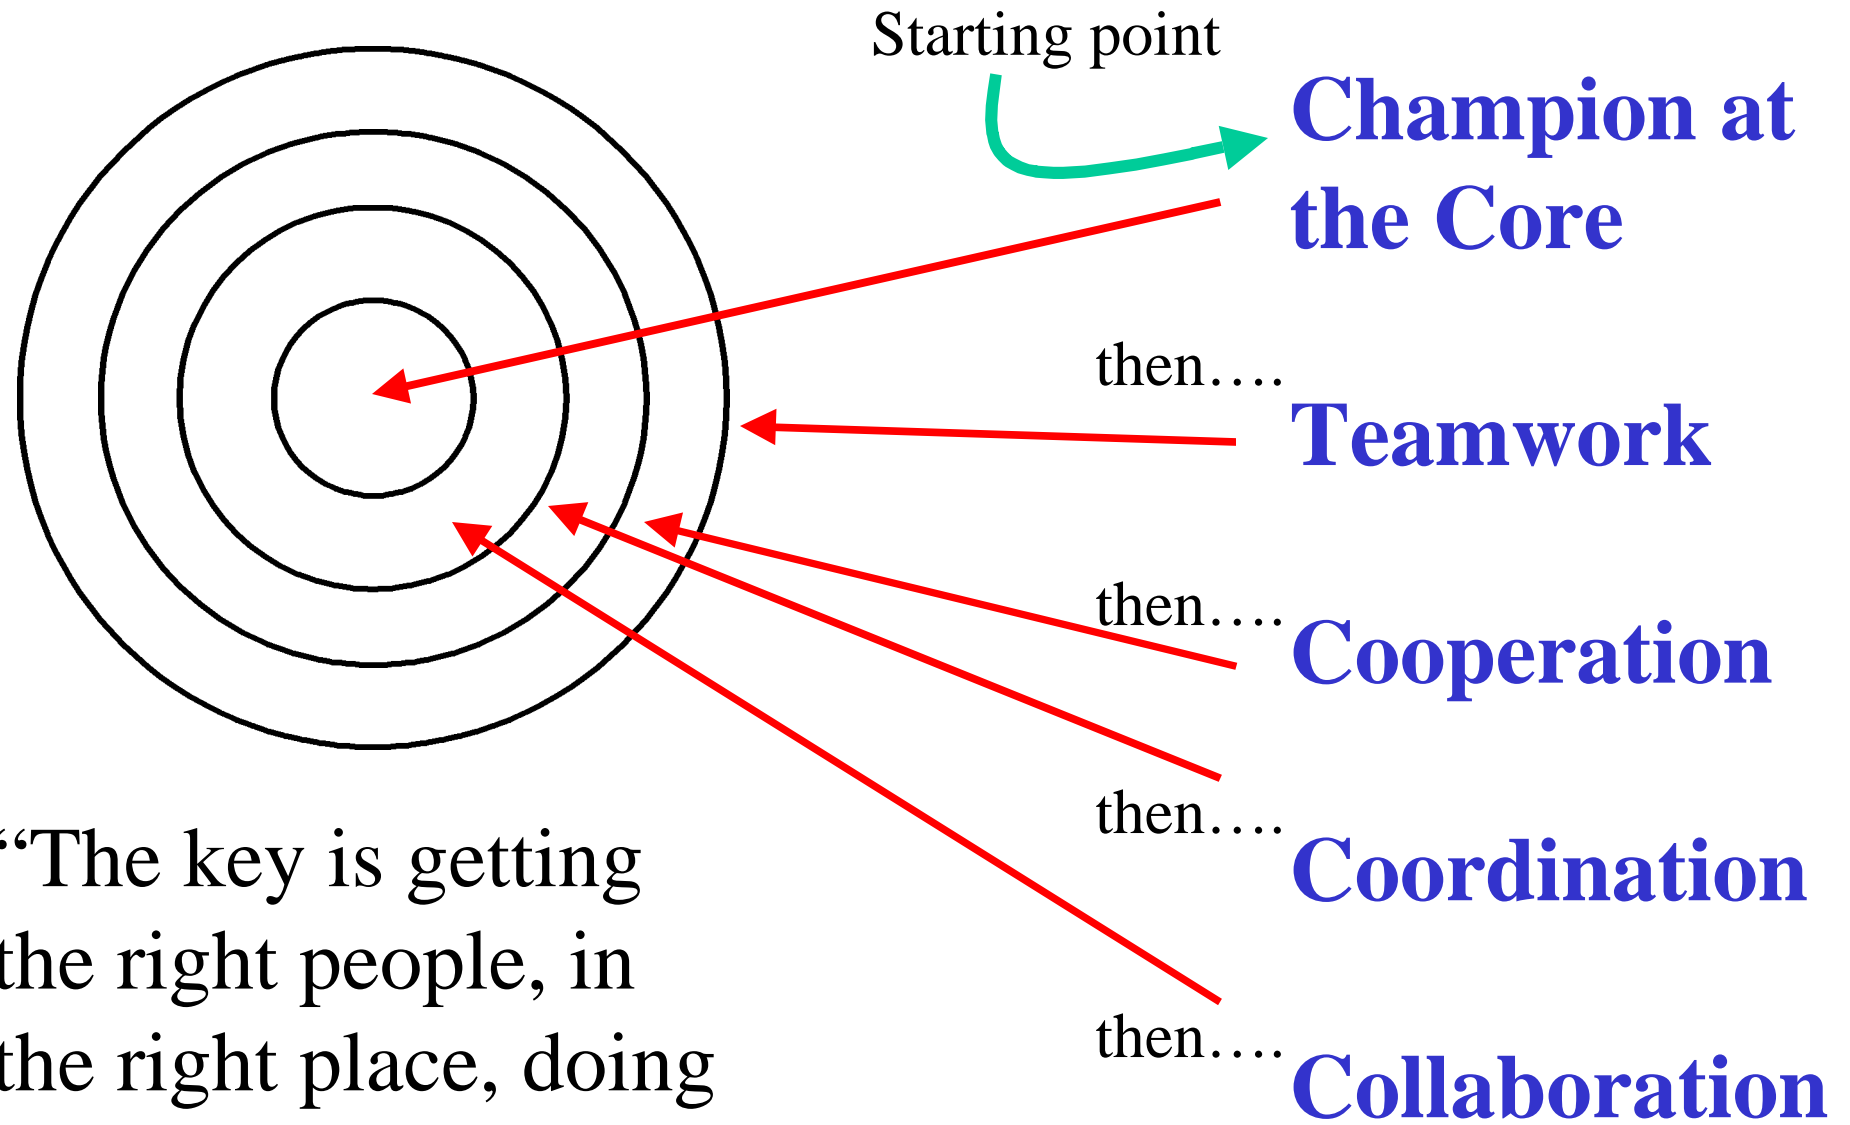 Starting point
Champion at
the Core
then….
Teamwork
then….
Cooperation
then….
Coordination
then….
Collaboration
“The key is getting
the right people, in
the right place, doing